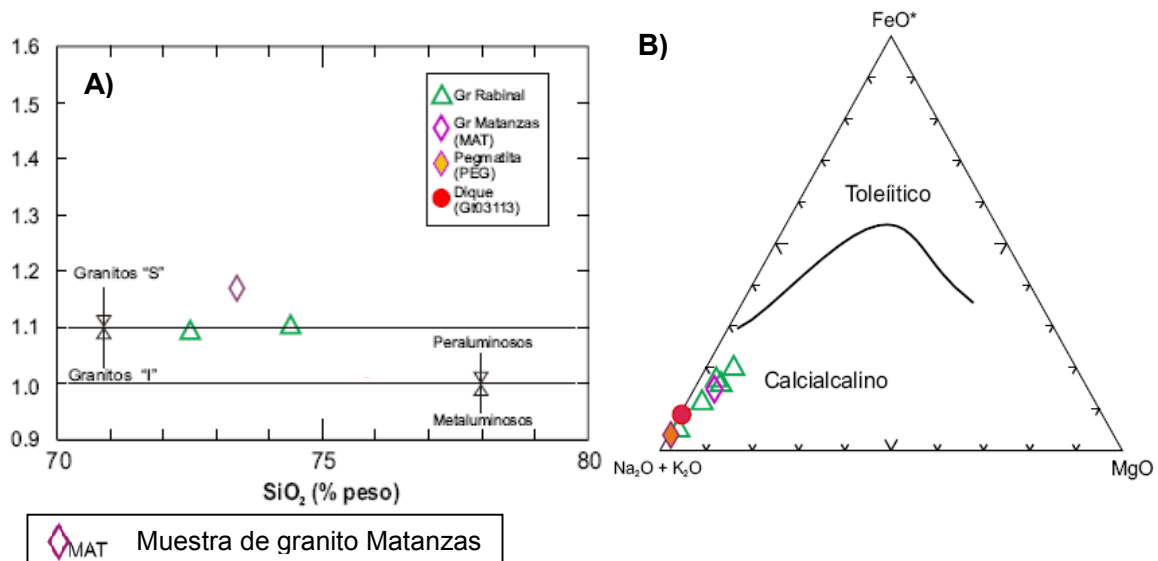 A)
1.6
1.5
1.4
1.3
1.2
1.1
1.0
0.9
Gr Rabinal
Gr Matanzas
(MAT)
Pegmatita
(PEG)
Dique
(Gt03113)
Granitos "S"
Granitos "I"
Peraluminosos
Metaluminosos
70
75
80
SiO₂ (% peso)
MAT Muestra de granito Matanzas
B)
FeO*
Toleíitico
Calcialcalino
Na₂O + K₂O
MgO